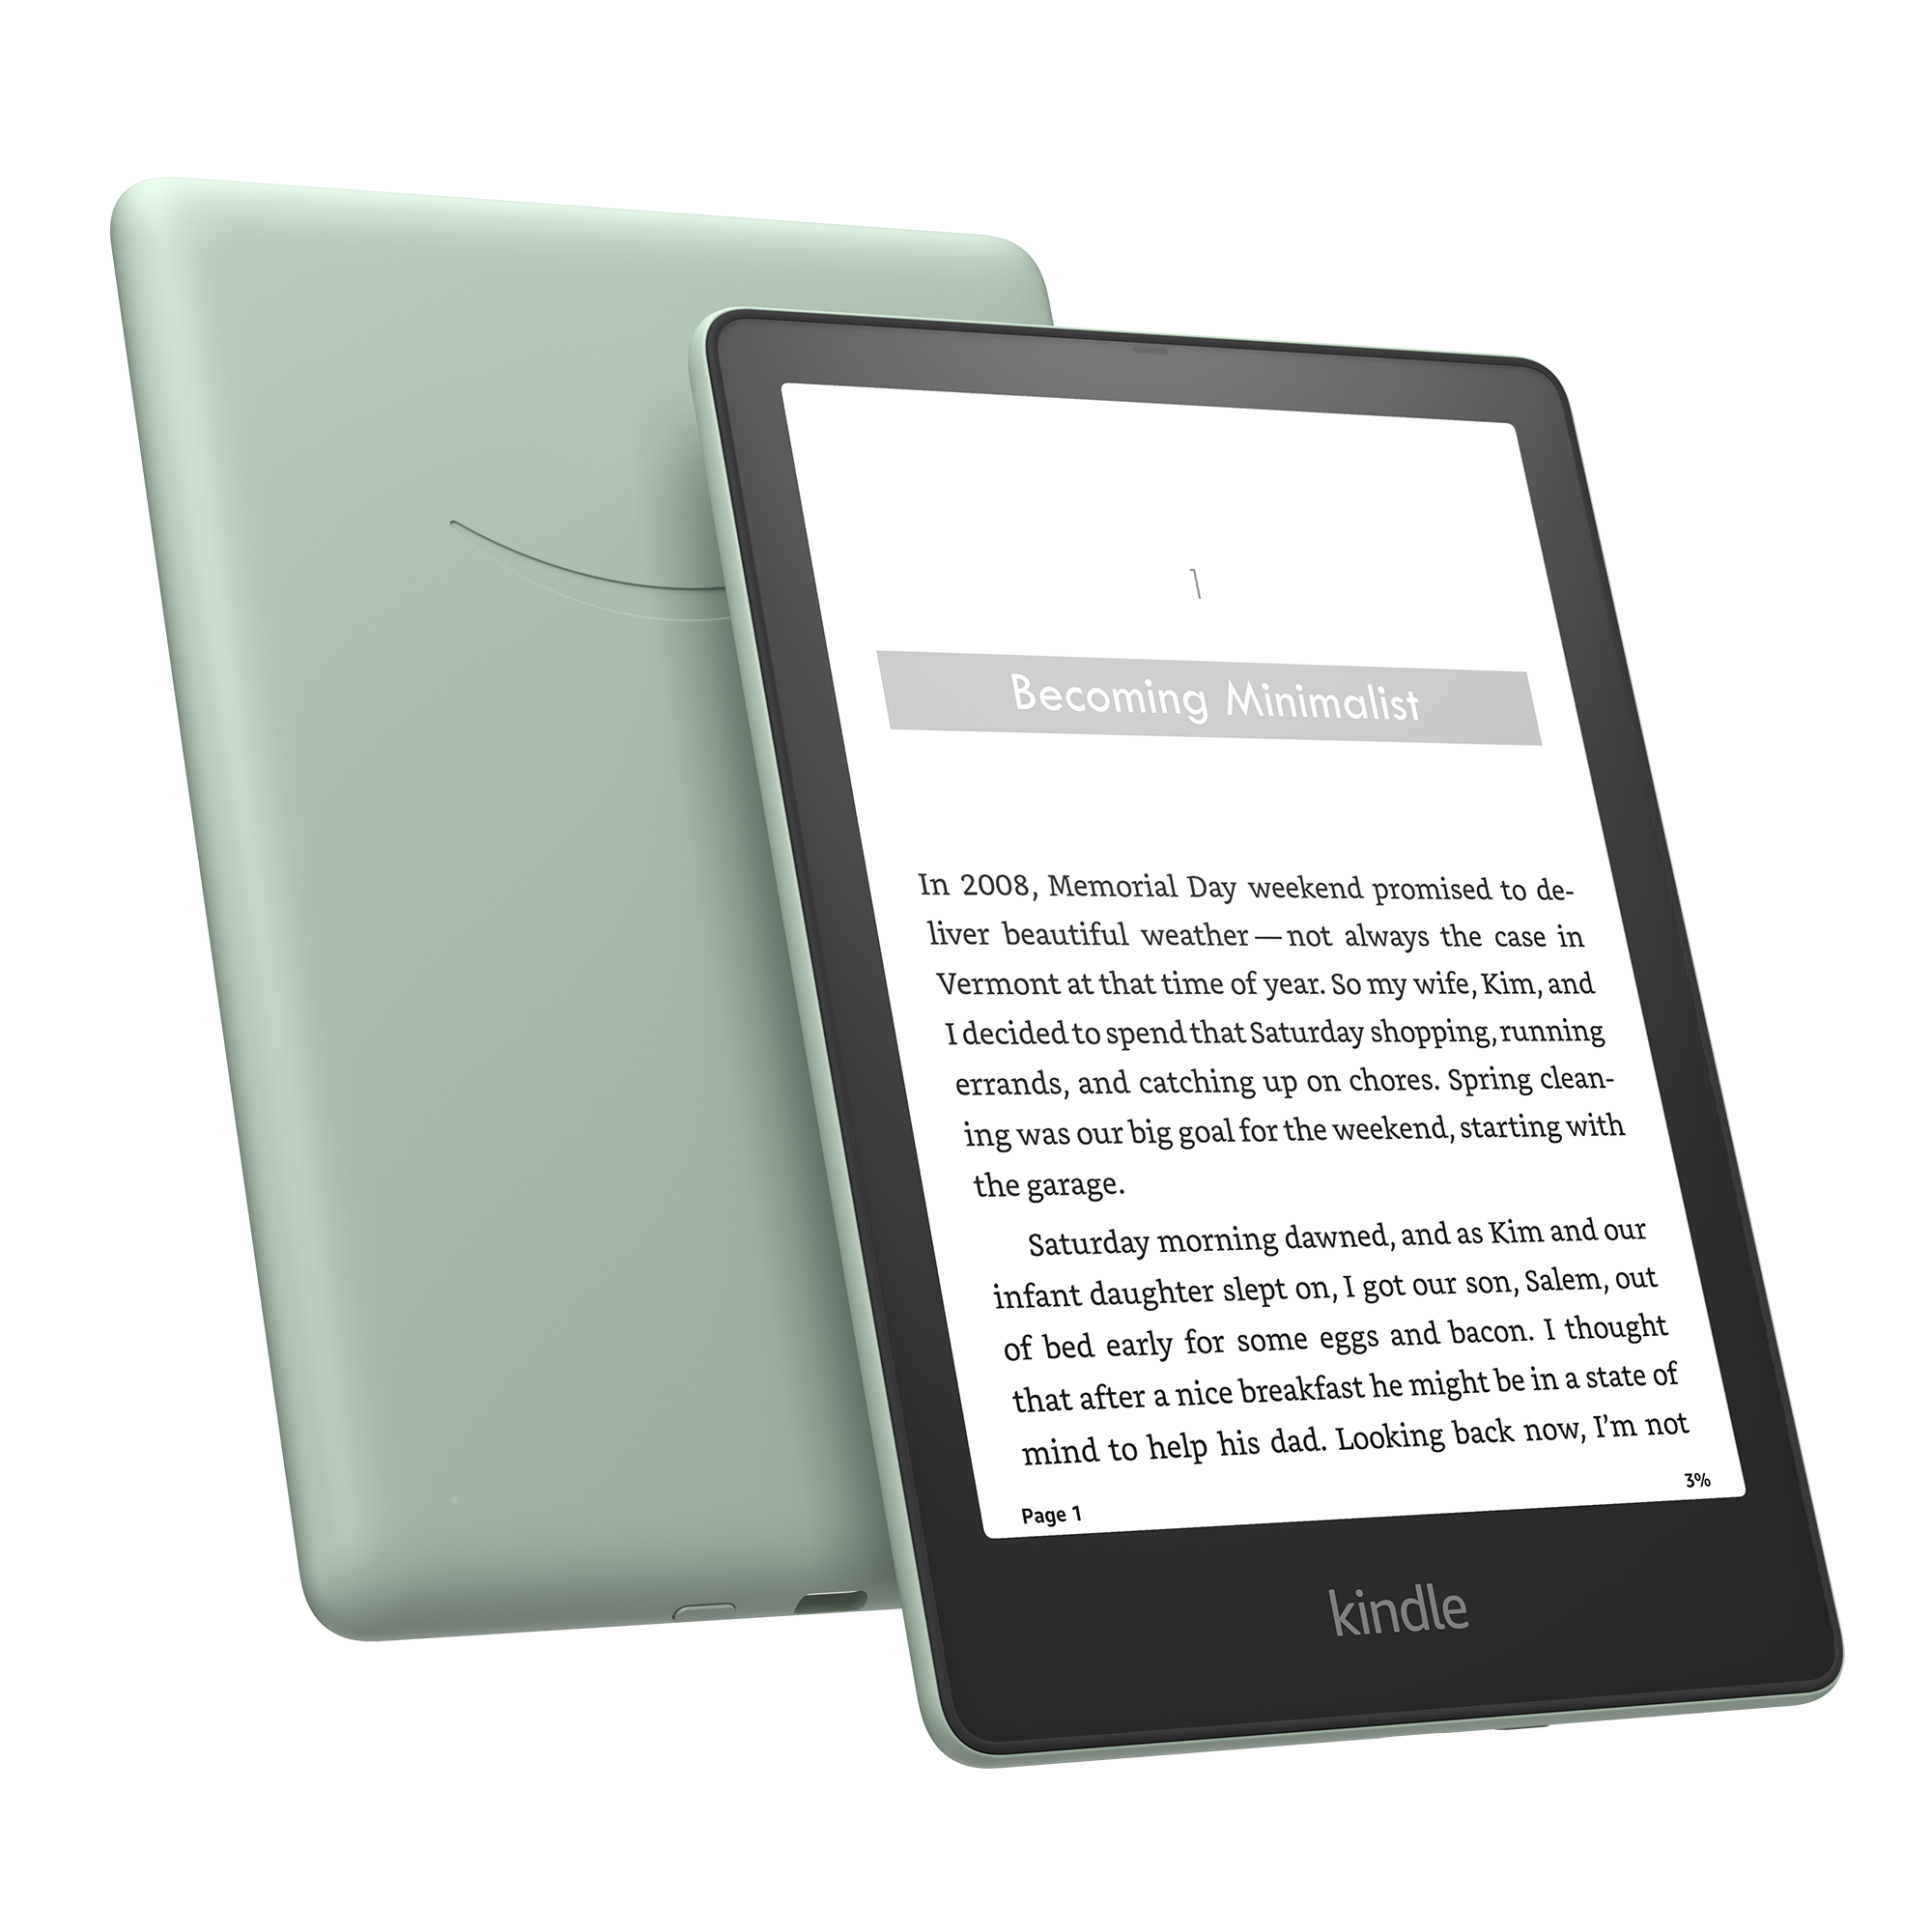 1
Becoming Minimalist
In 2008, Memorial Day weekend promised to de-
liver beautiful weather — not always the case in
Vermont at that time of year. So my wife, Kim, and
I decided to spend that Saturday shopping, running
errands, and catching up on chores. Spring clean-
ing was our big goal for the weekend, starting with
the garage.
Saturday morning dawned, and as Kim and our
infant daughter slept on, I got our son, Salem, out
of bed early for some eggs and bacon. I thought
that after a nice breakfast he might be in a state of
mind to help his dad. Looking back now, I’m not
Page 1
3%
kindle